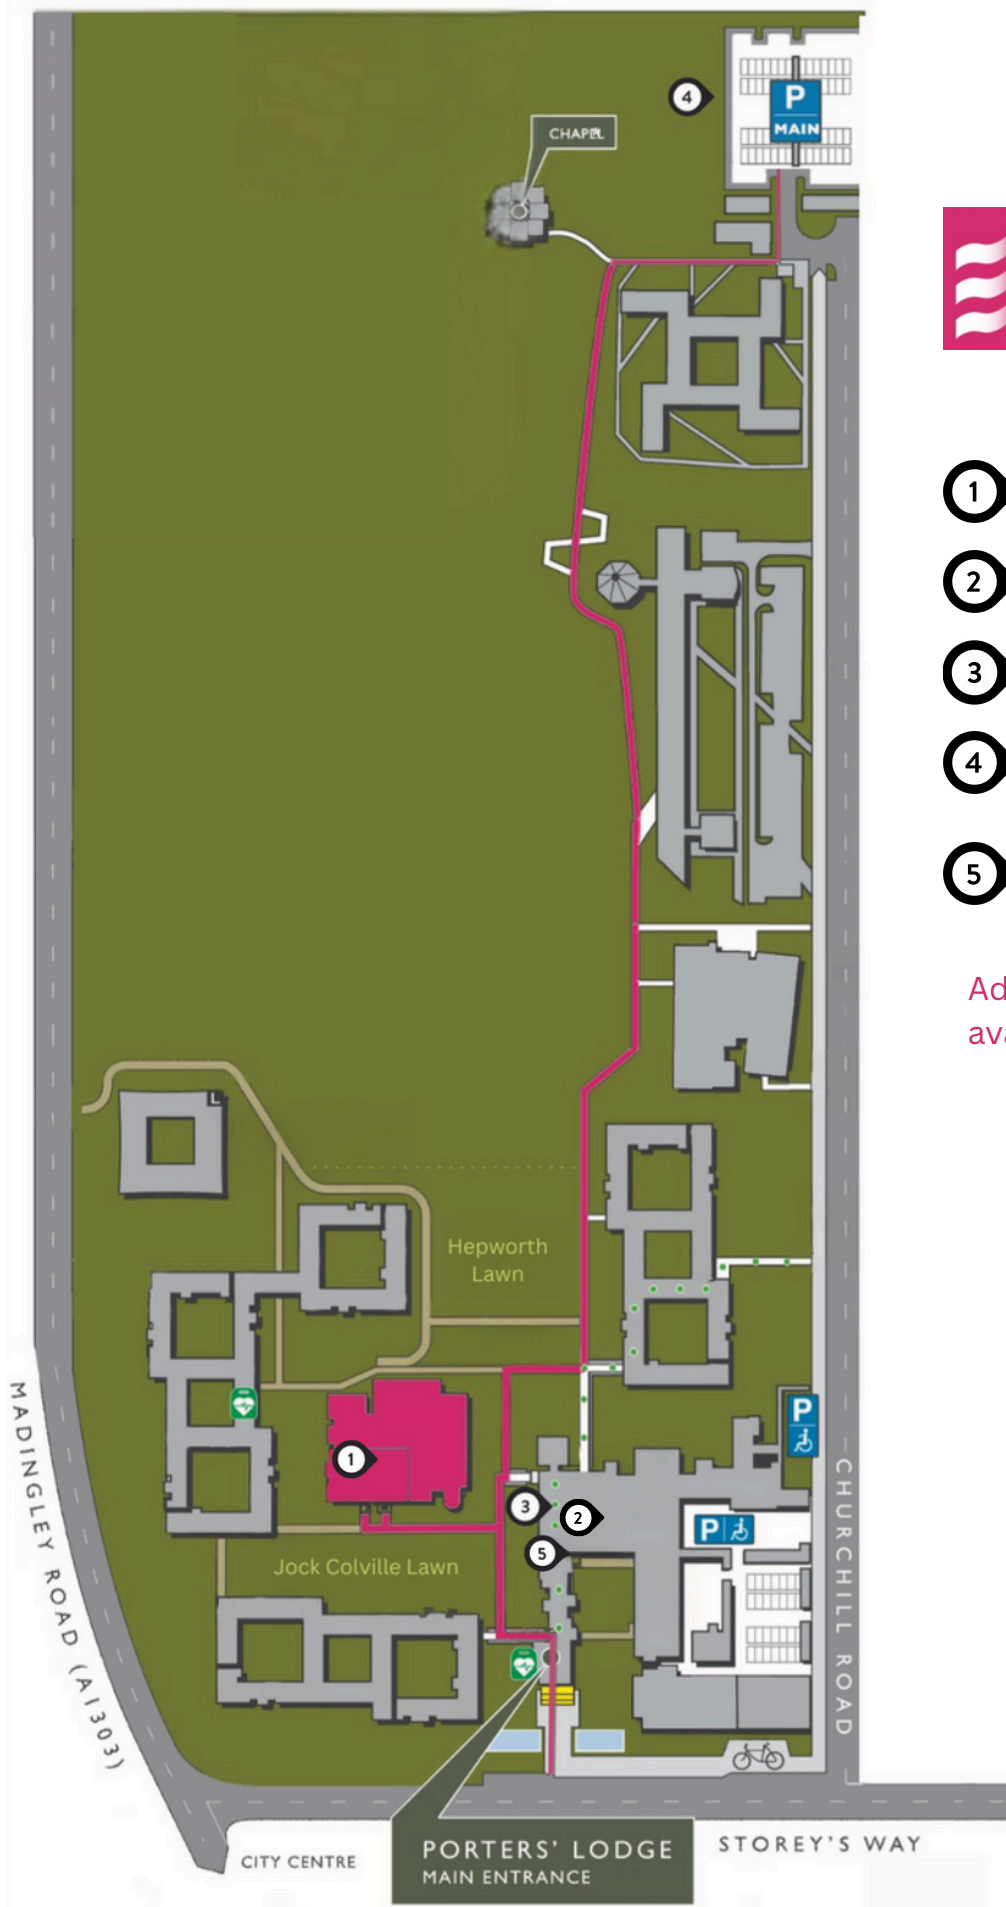 4
P
MAIN
CHAPEL
1
2
3
4
5
Ad
ava
L
Hepworth
Lawn
1
P
3
2
P
5
Jock Colville Lawn
MADINGLEY ROAD (A1303)
CHURCHILL ROAD
PORTERS' LODGE
MAIN ENTRANCE
STOREY'S WAY
CITY CENTRE